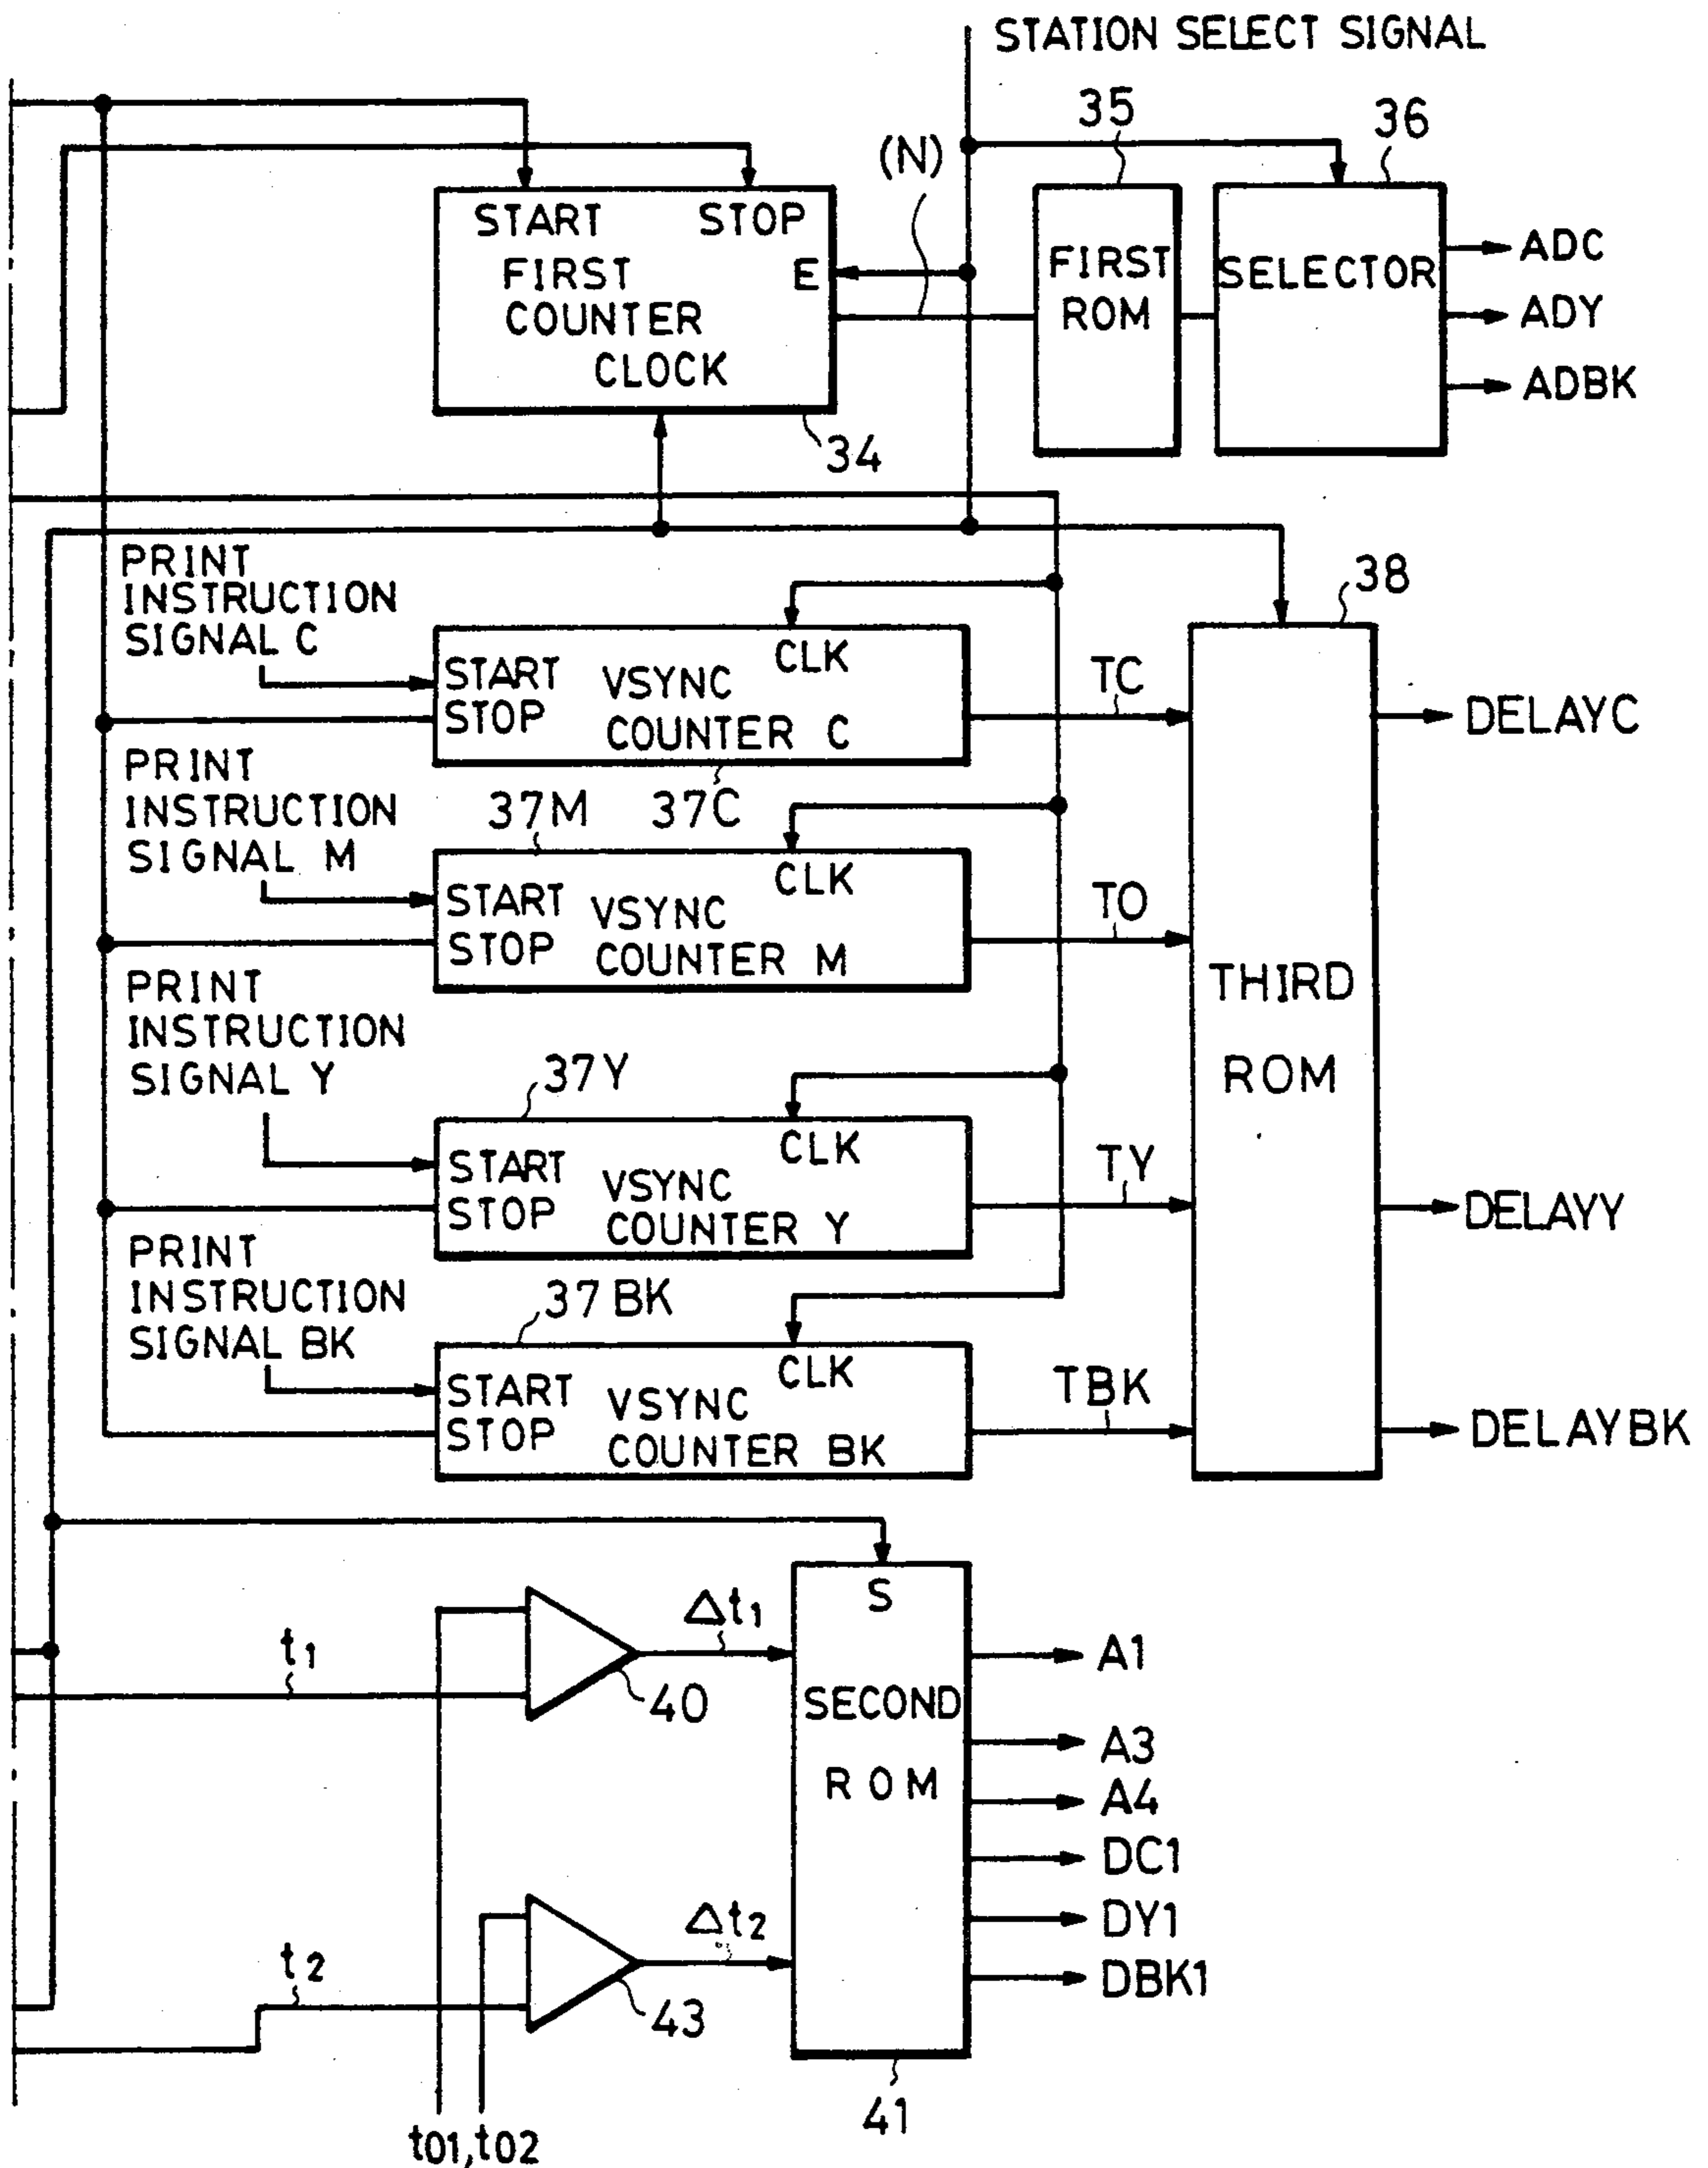 STATION SELECT SIGNAL
35
36
(N)
START STOP
FIRST E
COUNTER
CLOCK
34
FIRST
ROM
SELECTOR
ADC
ADY
ADBK
PRINT
INSTRUCTION
SIGNAL C
START
STOP
CLK
VSYNC
COUNTER C
37C
TC
38
DELAYC
PRINT
INSTRUCTION
SIGNAL M
37M
START
STOP
CLK
VSYNC
COUNTER M
TO
THIRD
ROM
PRINT
INSTRUCTION
SIGNAL Y
37Y
START
STOP
CLK
VSYNC
COUNTER Y
TY
DELAYY
PRINT
INSTRUCTION
SIGNAL BK
37BK
START
STOP
CLK
VSYNC
COUNTER BK
TBK
DELAYBK
t1
Δt1
40
S
SECOND
ROM
A1
A3
A4
DC1
DY1
DBK1
t2
Δt2
43
41
t01,t02